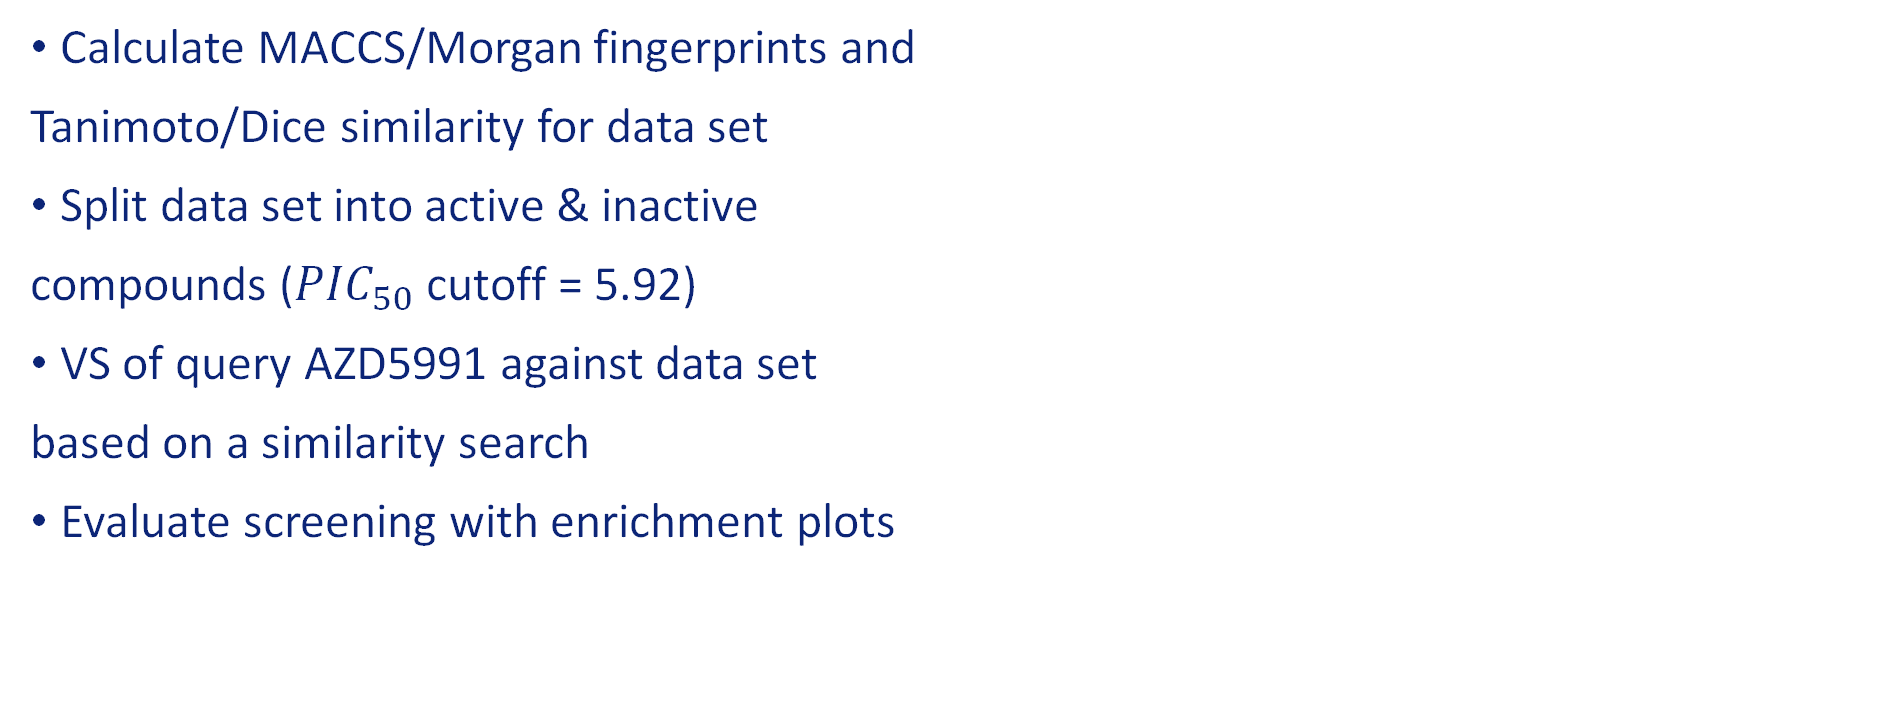 • Calculate MACCS/Morgan fingerprints and
Tanimoto/Dice similarity for data set
• Split data set into active & inactive
compounds (PIC₅₀ cutoff = 5.92)
• VS of query AZD5991 against data set
based on a similarity search
• Evaluate screening with enrichment plots